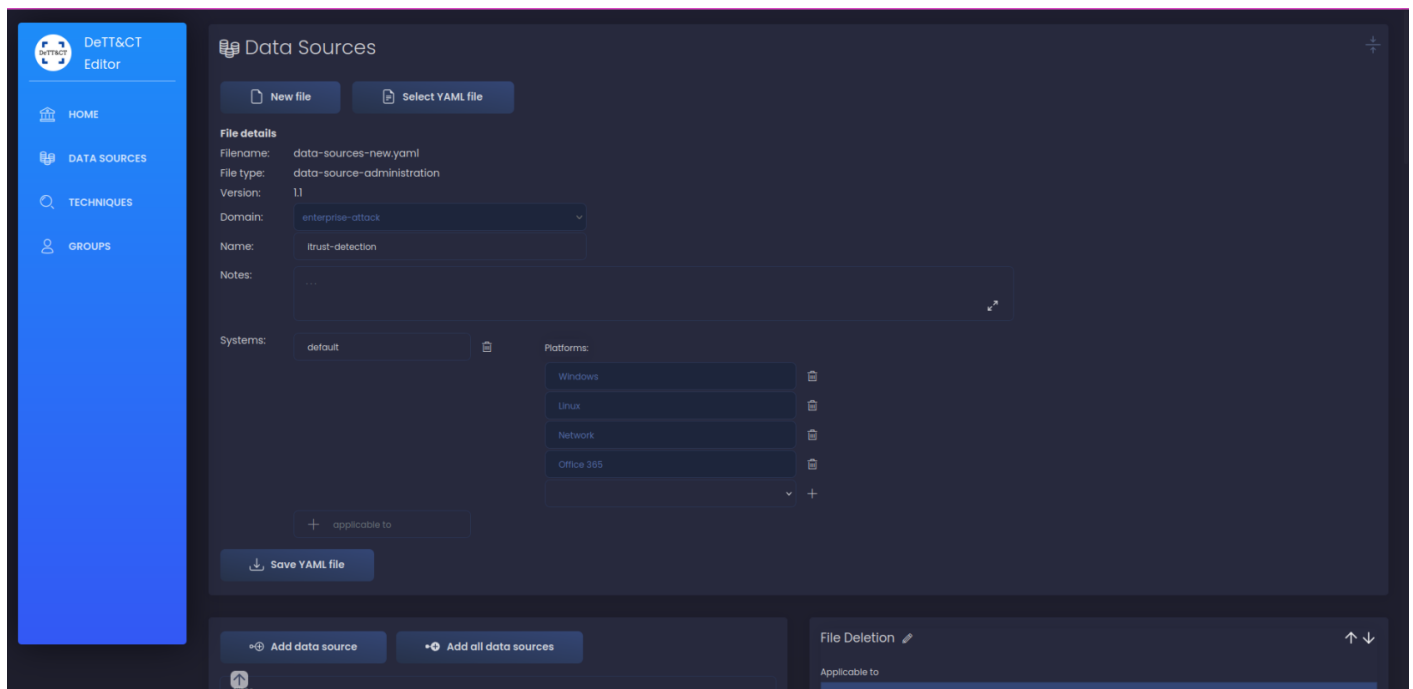 DeTT&CT
DeTT&CT
Editor
HOME
DATA SOURCES
TECHNIQUES
GROUPS
Data Sources
New file
Select YAML file
File details
Filename: data-sources-new.yaml
File type: data-source-administration
Version: 1.1
Domain: enterprise-attack
Name: itrust-detection
Notes: ...
Systems: default
Platforms:
Windows
Linux
Network
Office 365
applicable to
Save YAML file
Add data source
Add all data sources
File Deletion
Applicable to